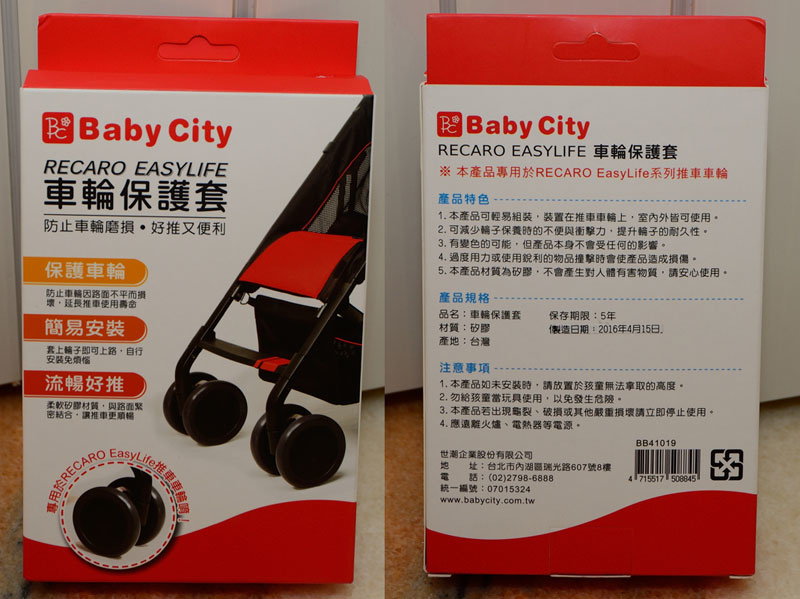 Baby City
RECARO EASYLIFE
車輪保護套
防止車輪磨損•好推又便利
保護車輪
防止車輪因路面不平而損
壞，延長推車使用壽命
簡易安裝
套上輪子即可上路，自行
安裝免煩惱
流暢好推
柔軟矽膠材質，與路面緊
密結合，讓推車更順暢
專用於RECARO EasyLife推車車輪唷！
Baby City
RECARO EASYLIFE 車輪保護套
※ 本產品專用於RECARO EasyLife系列推車車輪
產品特色
1. 本產品可輕易組裝，裝置在推車車輪上，室內外皆可使用。
2. 可減少輪子保養時的不便與衝擊力，提升輪子的耐久性。
3. 有變色的可能，但產品本身不會受任何的影響。
4. 過度用力或使用銳利的物品撞擊時會使產品造成損傷。
5. 本產品材質為矽膠，不會產生對人體有害物質，請安心使用。
產品規格
品名：車輪保護套 保存期限：5年
材質：矽膠 製造日期：2016年4月15日
產地：台灣
注意事項
1. 本產品如未安裝時，請放置於孩童無法拿取的高度。
2. 勿給孩童當玩具使用，以免發生危險。
3. 本產品若出現龜裂、破損或其他嚴重損壞請立即停止使用。
4. 應遠離火爐、電熱器等電源。
BB41019
世潮企業股份有限公司
地 址：台北市內湖區瑞光路607號8樓
電 話：(02)2798-6888
統一編號：07015324
www.babycity.com.tw
4 715517 508845